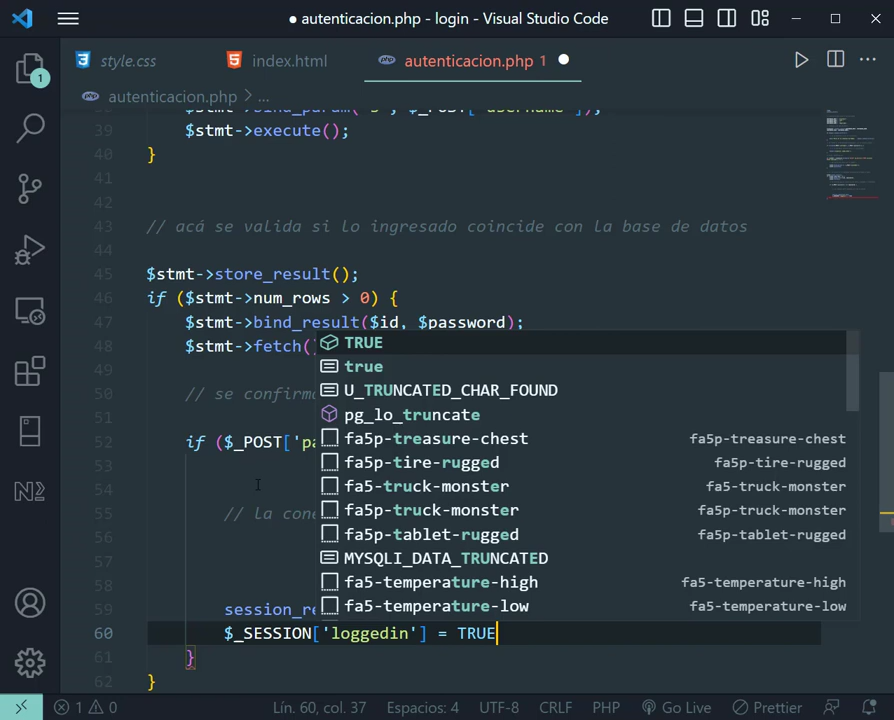 autenticacion.php - login - Visual Studio Code
style.css
index.html
autenticacion.php 1
1
autenticacion.php > ...
39 $stmt->execute();
40 }
41
42
43 // acá se valida si lo ingresado coincide con la base de datos
44
45 $stmt->store_result();
46 if ($stmt->num_rows > 0) {
47 $stmt->bind_result($id, $password);
48 $stmt->fetch()
TRUE
49
true
50 // se confirm
U_TRUNCATED_CHAR_FOUND
51
pg_lo_truncate
52 if ($_POST['pa
fa5p-treasure-chest fa5p-treasure-chest
53
fa5p-tire-rugged fa5p-tire-rugged
54
fa5-truck-monster fa5-truck-monster
55 // la cone
fa5p-truck-monster fa5-truck-monster
56
fa5p-tablet-rugged fa5p-tablet-rugged
57
MYSQLI_DATA_TRUNCATED
58
fa5-temperature-high fa5-temperature-high
59 session_re
fa5-temperature-low fa5-temperature-low
60 $_SESSION['loggedin'] = TRUE
61 }
62 }
1 0 Lín. 60, col. 37 Espacios: 4 UTF-8 CRLF PHP Go Live Prettier